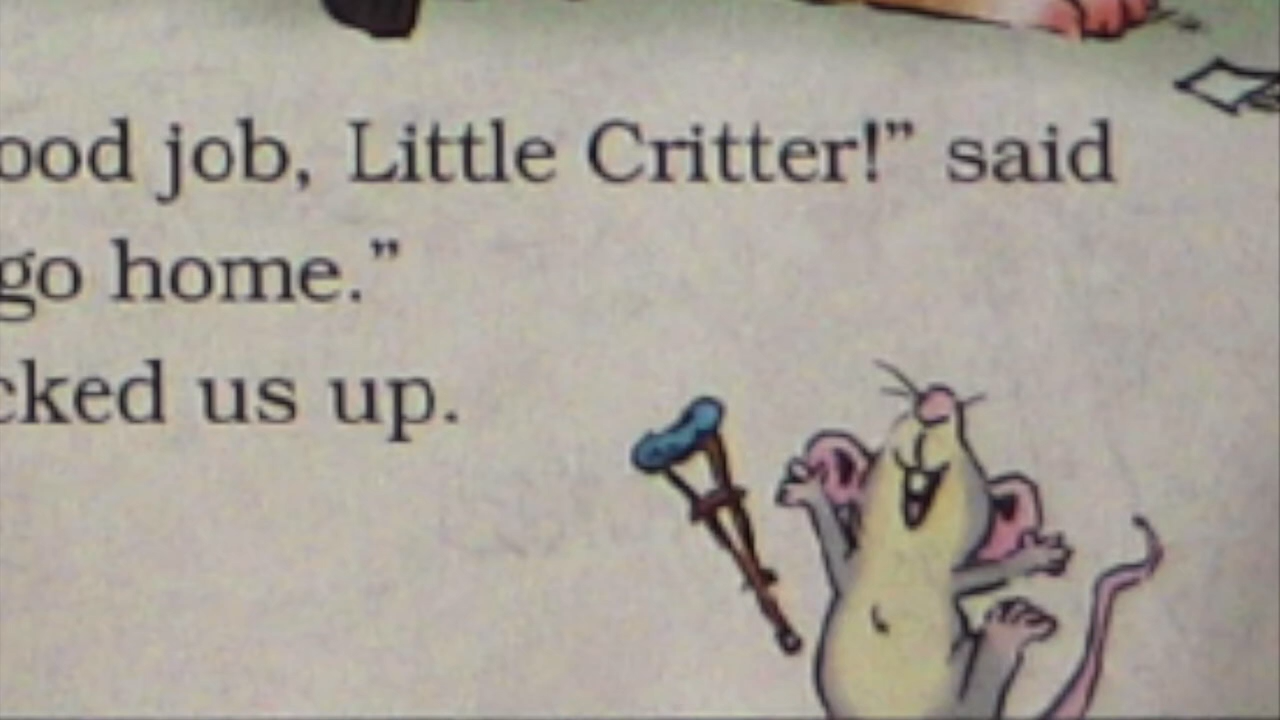 ood job, Little Critter!” said
go home.”
cked us up.